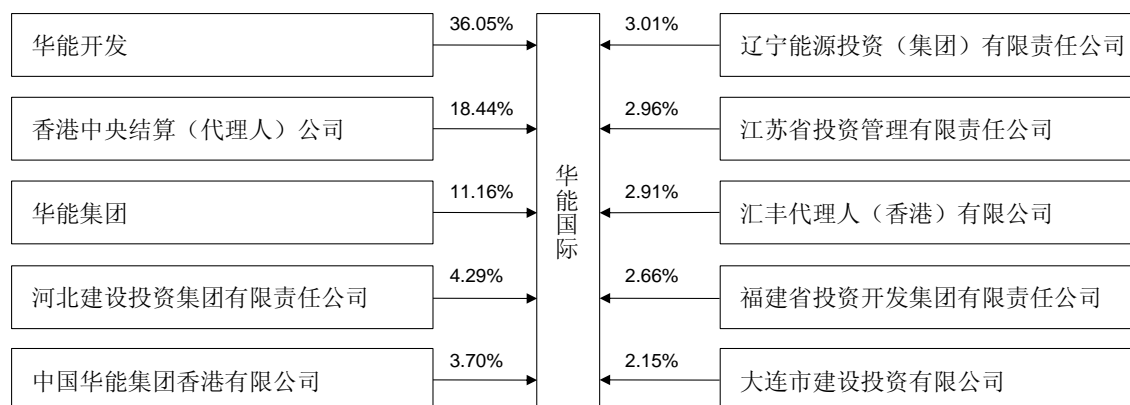 华能开发
36.05%
3.01%
辽宁能源投资（集团）有限责任公司
香港中央结算（代理人）公司
18.44%
2.96%
江苏省投资管理有限责任公司
华能集团
11.16%
华能国际
2.91%
汇丰代理人（香港）有限公司
河北建设投资集团有限责任公司
4.29%
2.66%
福建省投资开发集团有限责任公司
中国华能集团香港有限公司
3.70%
2.15%
大连市建设投资有限公司